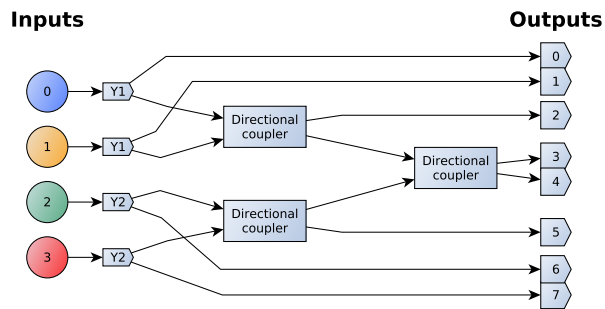 Inputs
Outputs
0
Y1
0
1
Directional
coupler
2
1
Y1
Directional
coupler
3
4
2
Y2
Directional
coupler
5
3
Y2
6
7